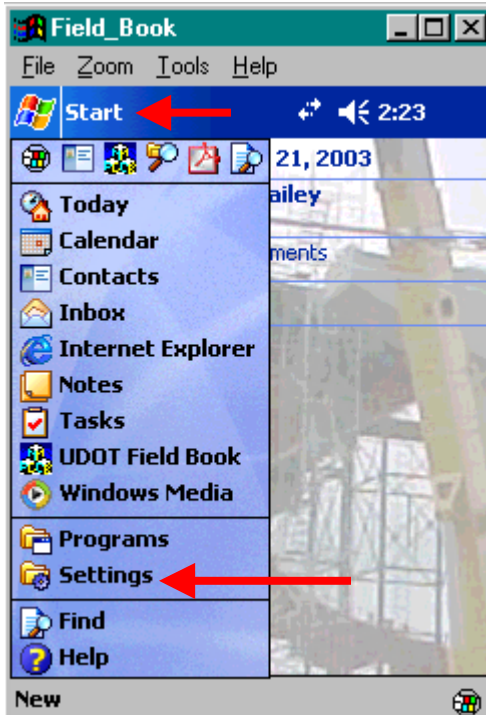 Field_Book
File Zoom Tools Help
Start 2:23
21, 2003
ailey
ments
Today
Calendar
Contacts
Inbox
Internet Explorer
Notes
Tasks
UDOT Field Book
Windows Media
Programs
Settings
Find
Help
New